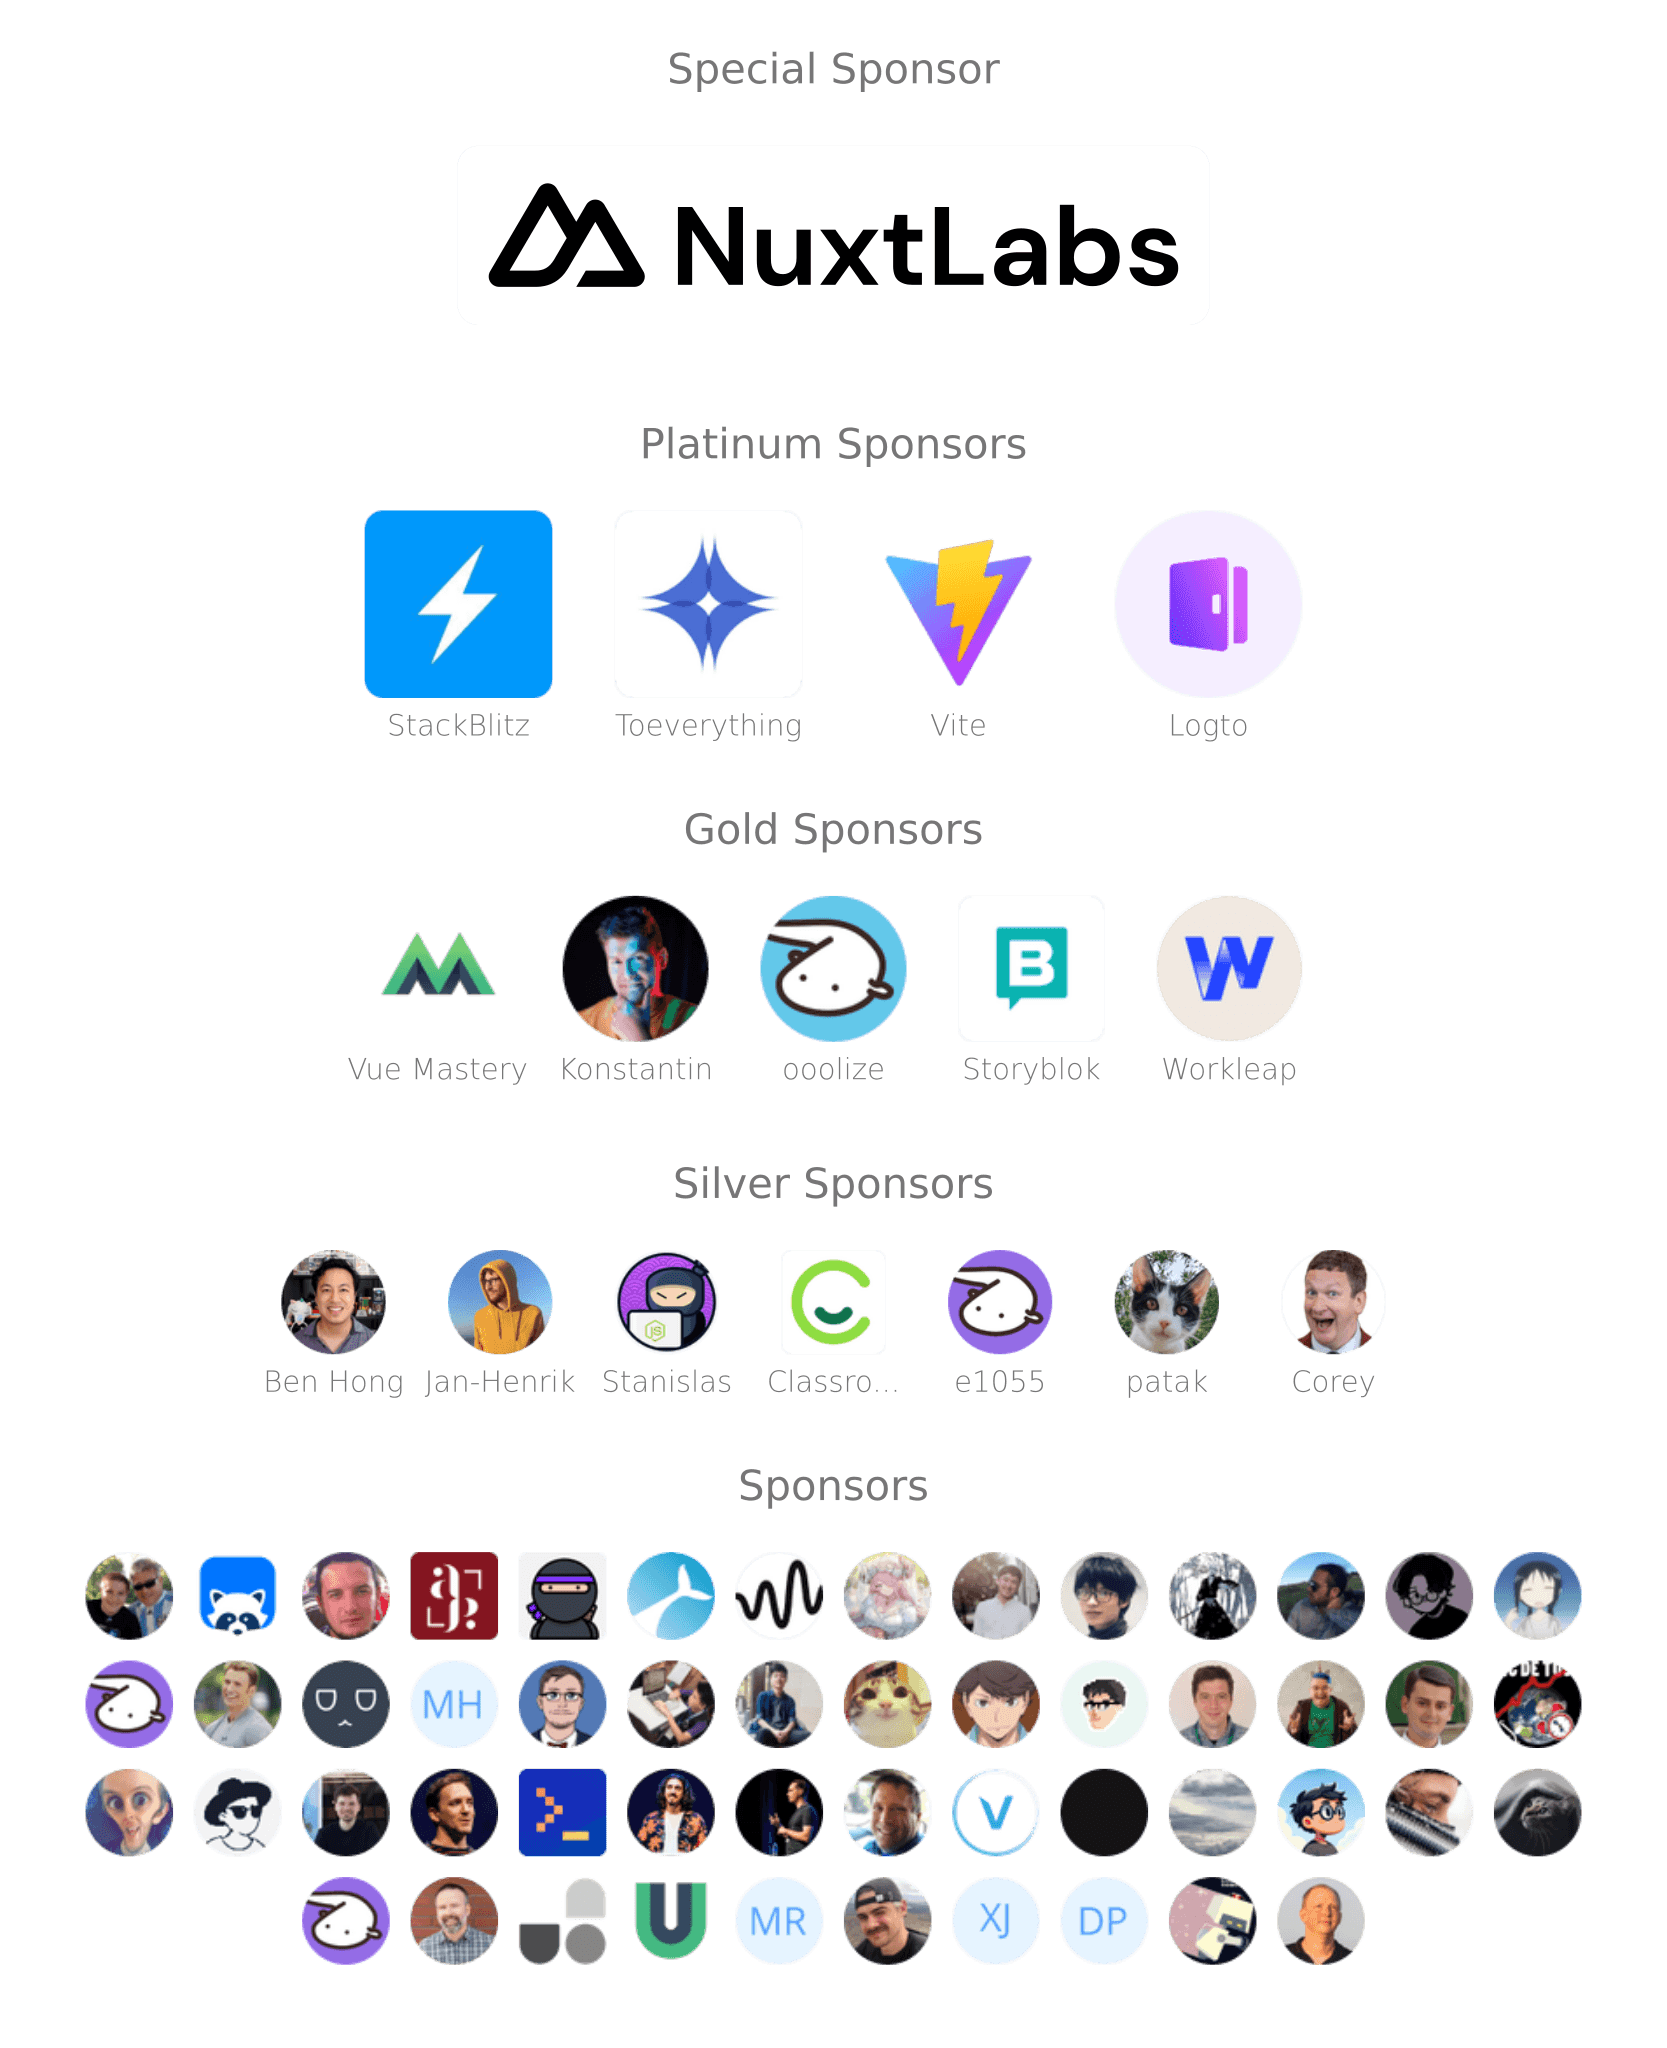 Special Sponsor
NuxtLabs
Platinum Sponsors
StackBlitz Toeverything Vite Logto
Gold Sponsors
Vue Mastery Konstantin ooolize Storyblok Workleap
Silver Sponsors
JS
Ben Hong Jan-Henrik Stanislas Classro... e1055 patak Corey
Sponsors
MH
MR XJ DP